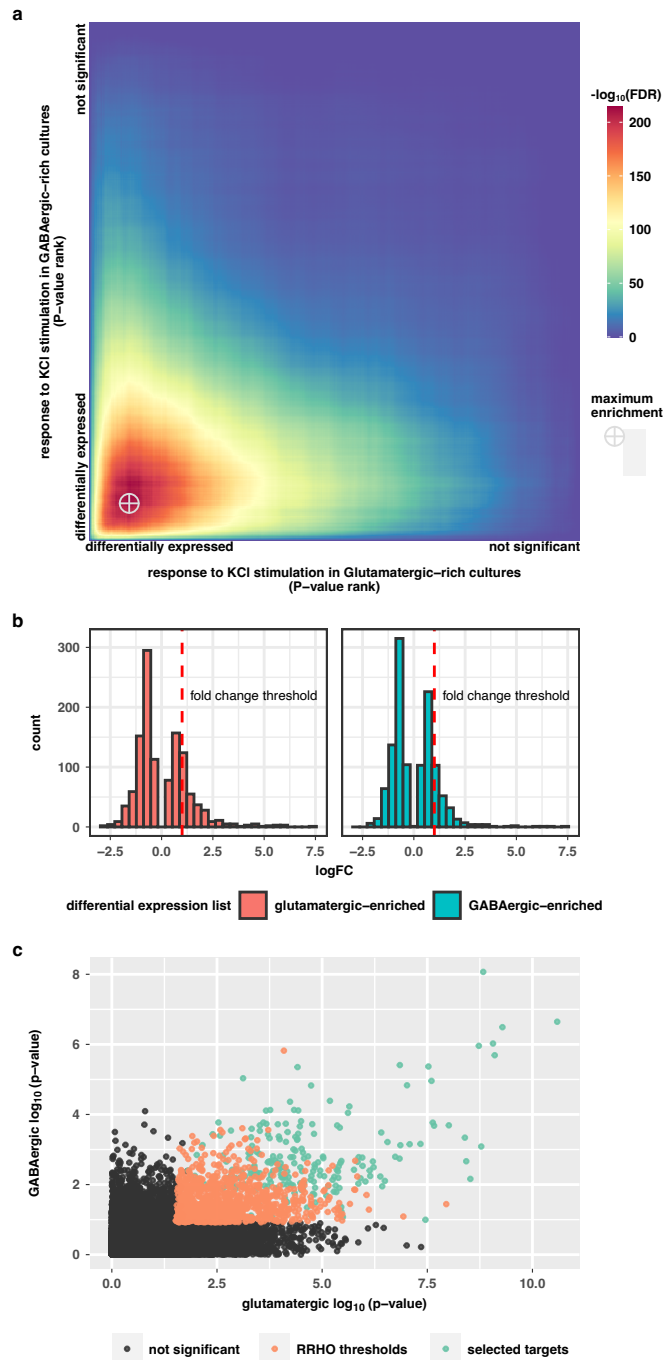 a
not significant
differentially expressed
response to KCl stimulation in GABAergic−rich cultures
(P−value rank)
differentially expressed
not significant
response to KCl stimulation in Glutamatergic−rich cultures
(P−value rank)
-log10(FDR)
200
150
100
50
0
maximum
enrichment
b
300
200
100
0
count
fold change threshold
fold change threshold
−2.5 0.0 2.5 5.0 7.5
−2.5 0.0 2.5 5.0 7.5
logFC
differential expression list glutamatergic−enriched GABAergic−enriched
c
8
6
4
2
0
GABAergic log10 (p−value)
0.0 2.5 5.0 7.5 10.0
glutamatergic log10 (p−value)
not significant RRHO thresholds selected targets